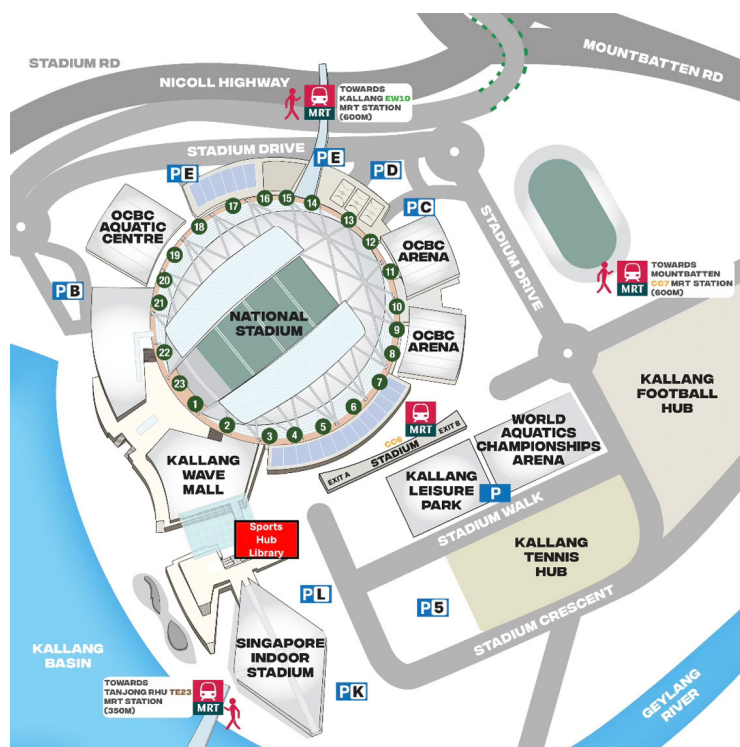 STADIUM RD
NICOLL HIGHWAY
MOUNTBATTEN RD
MRT
TOWARDS
KALLANG EW10
MRT STATION
(600M)
STADIUM DRIVE
P E
P E
P D
P C
16
15
14
17
13
18
12
OCBC
AQUATIC
CENTRE
OCBC
ARENA
STADIUM DRIVE
19
11
20
MRT
TOWARDS
MOUNTBATTEN
CC7 MRT STATION
(600M)
P B
21
10
NATIONAL
STADIUM
9
OCBC
ARENA
22
8
23
7
KALLANG
FOOTBALL
HUB
1
6
2
5
3
4
MRT
CC6
STADIUM
EXIT A
EXIT B
WORLD
AQUATICS
CHAMPIONSHIPS
ARENA
KALLANG
WAVE
MALL
KALLANG
LEISURE
PARK
P
STADIUM WALK
Sports
Hub
Library
KALLANG
TENNIS
HUB
P L
P 5
STADIUM CRESCENT
KALLANG
BASIN
SINGAPORE
INDOOR
STADIUM
P K
TOWARDS
TANJONG RHU TE23
MRT STATION
(350M)
MRT
GEYLANG
RIVER